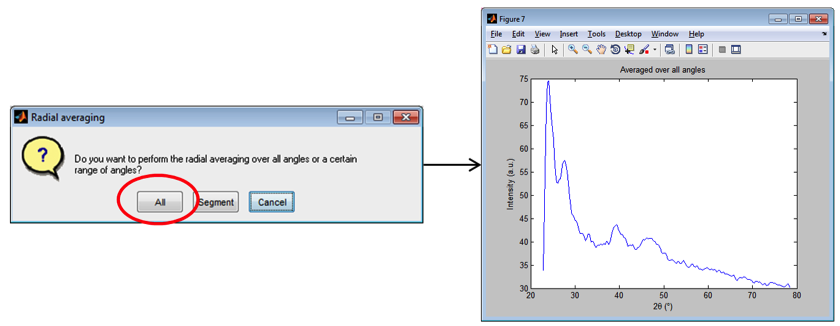 Radial averaging
?
Do you want to perform the radial averaging over all angles or a certain
range of angles?
All Segment Cancel
Figure 7
File Edit View Insert Tools Desktop Window Help
Averaged over all angles
Intensity (a.u.)
75
70
65
60
55
50
45
40
35
30
20 30 40 50 60 70 80
2θ (°)